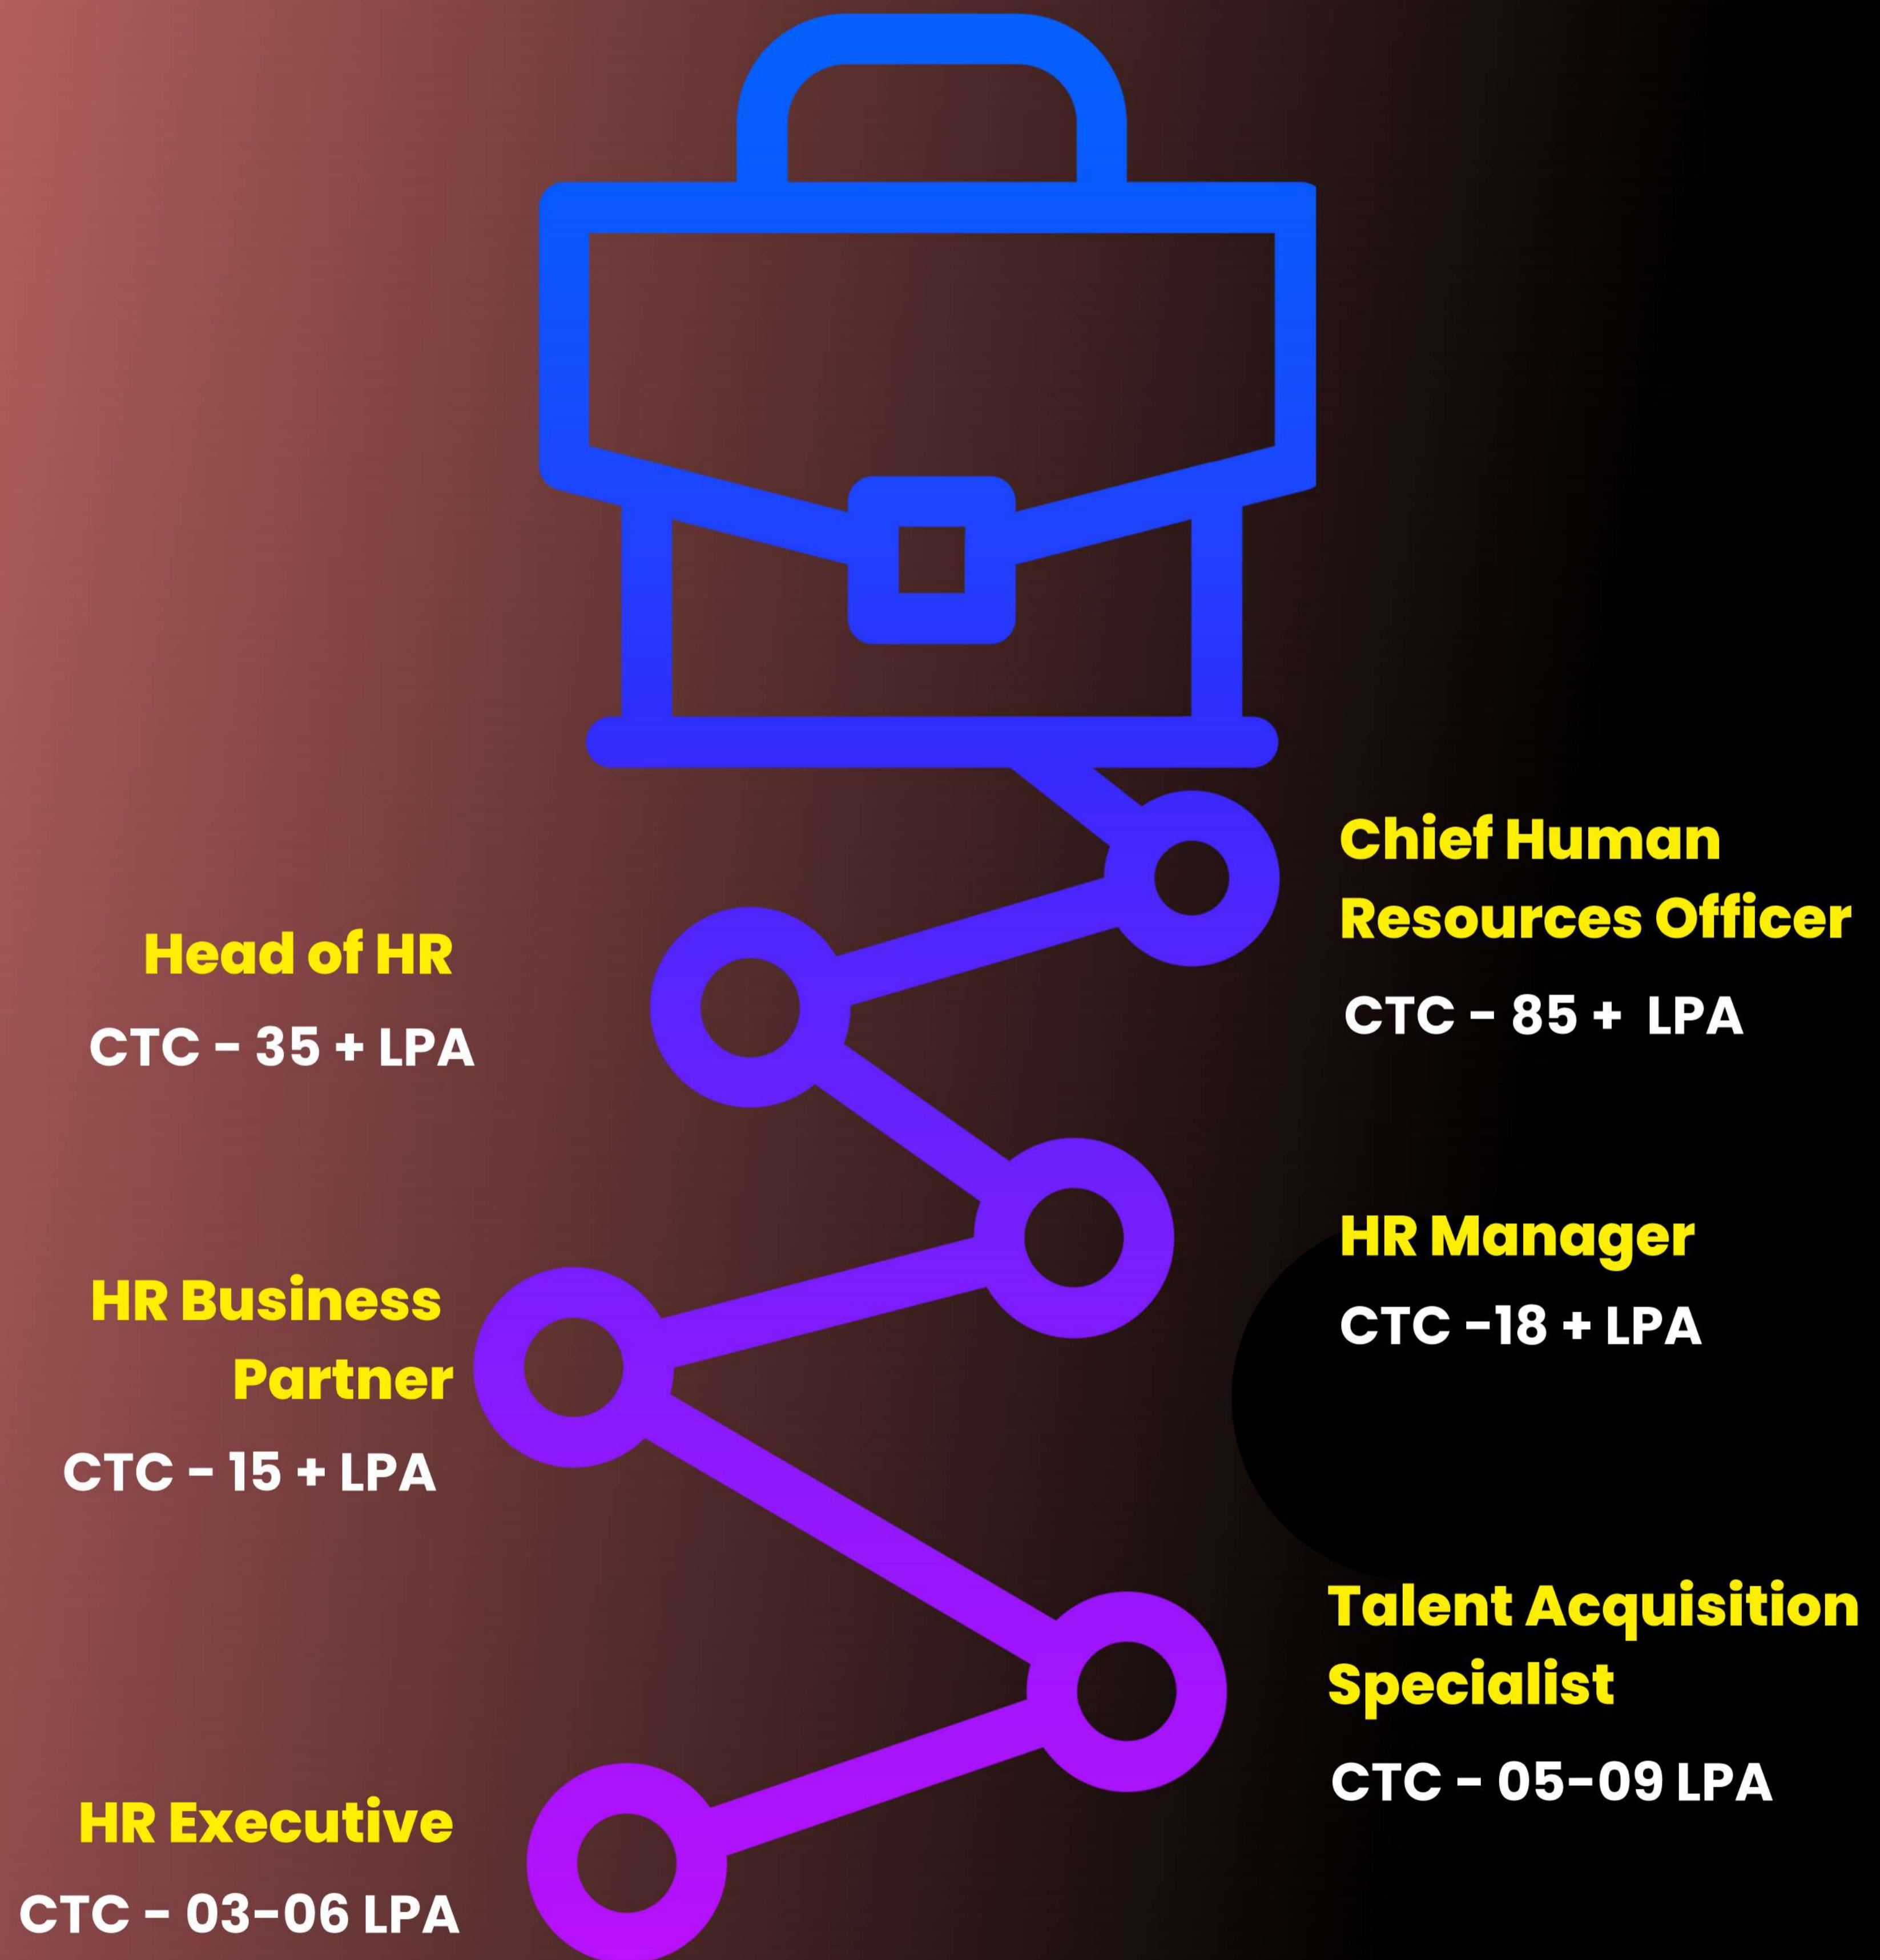 Chief Human
Resources Officer
CTC - 85 + LPA
Head of HR
CTC - 35 + LPA
HR Manager
CTC -18 + LPA
HR Business
Partner
CTC - 15 + LPA
Talent Acquisition
Specialist
CTC - 05-09 LPA
HR Executive
CTC - 03-06 LPA